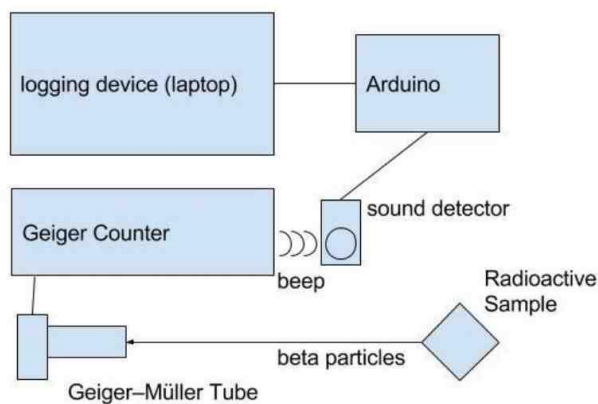 logging device (laptop)
Arduino
sound detector
Geiger Counter
beep
Radioactive
Sample
beta particles
Geiger–Müller Tube